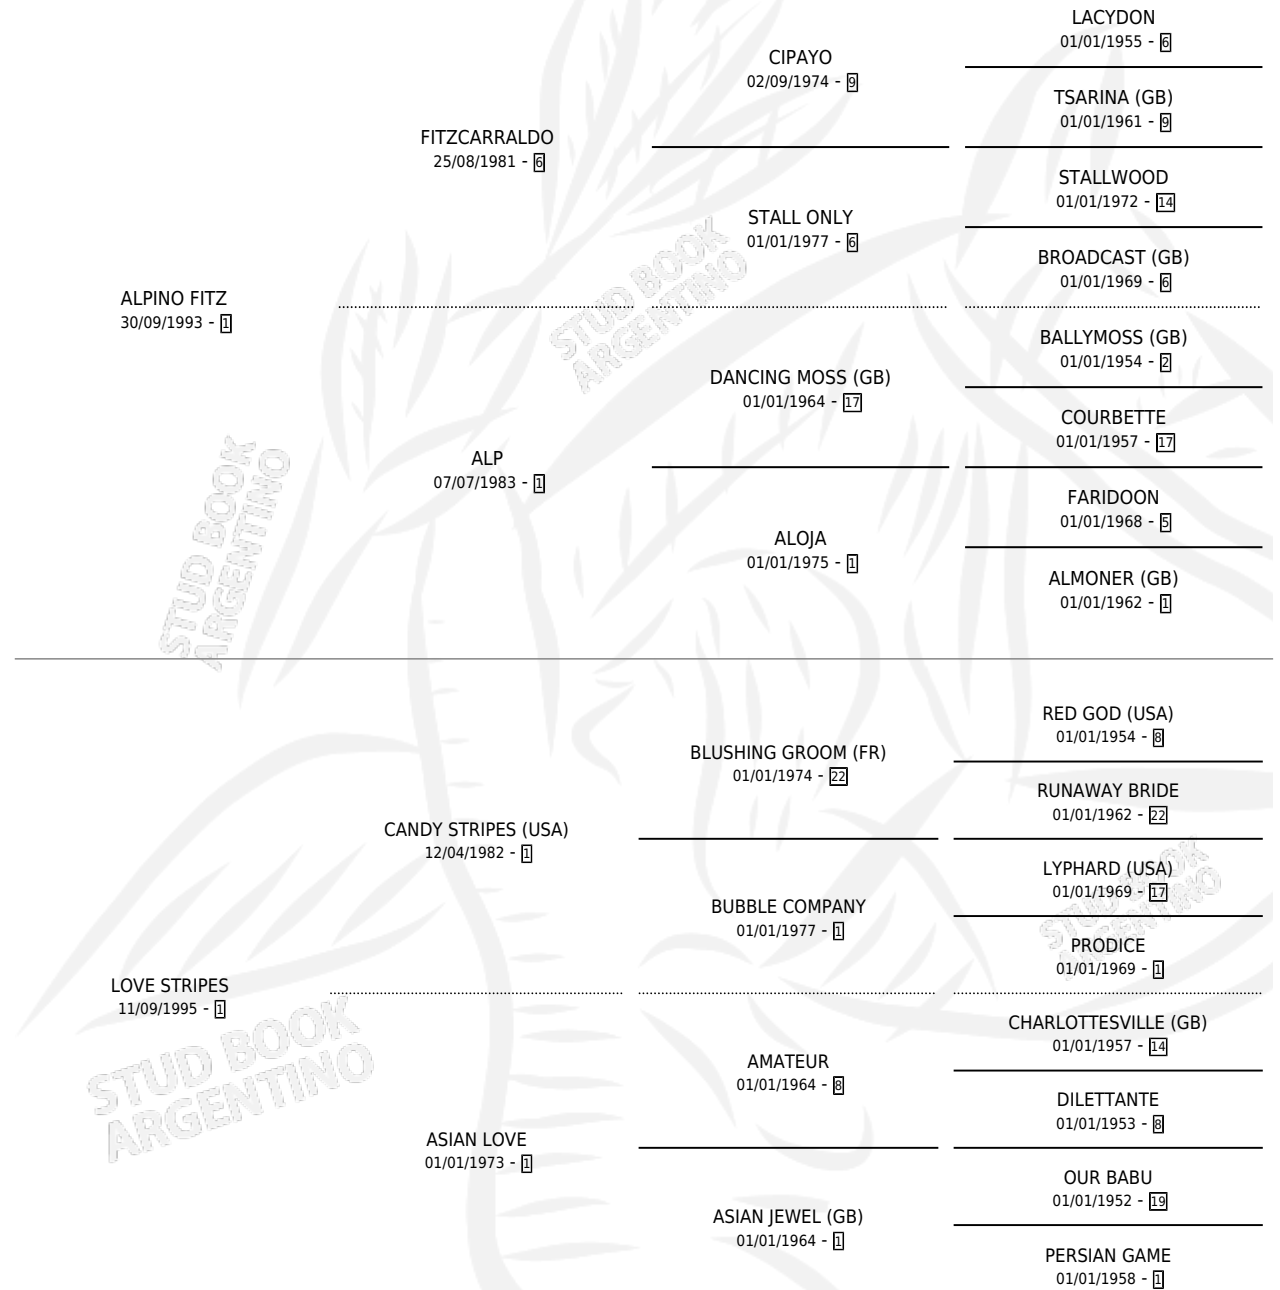 LACYDON
01/01/1955 - 6
CIPAYO
02/09/1974 - 9
TSARINA (GB)
01/01/1961 - 9
FITZCARRALDO
25/08/1981 - 6
STALLWOOD
01/01/1972 - 14
STALL ONLY
01/01/1977 - 6
BROADCAST (GB)
01/01/1969 - 6
ALPINO FITZ
30/09/1993 - 1
BALLYMOSS (GB)
01/01/1954 - 2
DANCING MOSS (GB)
01/01/1964 - 17
COURBETTE
01/01/1957 - 17
ALP
07/07/1983 - 1
FARIDOON
01/01/1968 - 5
ALOJA
01/01/1975 - 1
ALMONER (GB)
01/01/1962 - 1
STUD BOOK
ARGENTINO
STUD BOOK
ARGENTINO
RED GOD (USA)
01/01/1954 - 8
BLUSHING GROOM (FR)
01/01/1974 - 22
RUNAWAY BRIDE
01/01/1962 - 22
CANDY STRIPES (USA)
12/04/1982 - 1
LYPHARD (USA)
01/01/1969 - 17
BUBBLE COMPANY
01/01/1977 - 1
PRODICE
01/01/1969 - 1
LOVE STRIPES
11/09/1995 - 1
CHARLOTTESVILLE (GB)
01/01/1957 - 14
AMATEUR
01/01/1964 - 8
DILETTANTE
01/01/1953 - 8
ASIAN LOVE
01/01/1973 - 1
OUR BABU
01/01/1952 - 19
ASIAN JEWEL (GB)
01/01/1964 - 1
PERSIAN GAME
01/01/1958 - 1
STUD BOOK
ARGENTINO
STUD BOOK
ARGENTINO